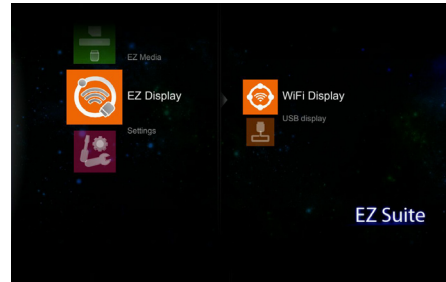 EZ Media
EZ Display
Settings
WiFi Display
USB display
EZ Suite